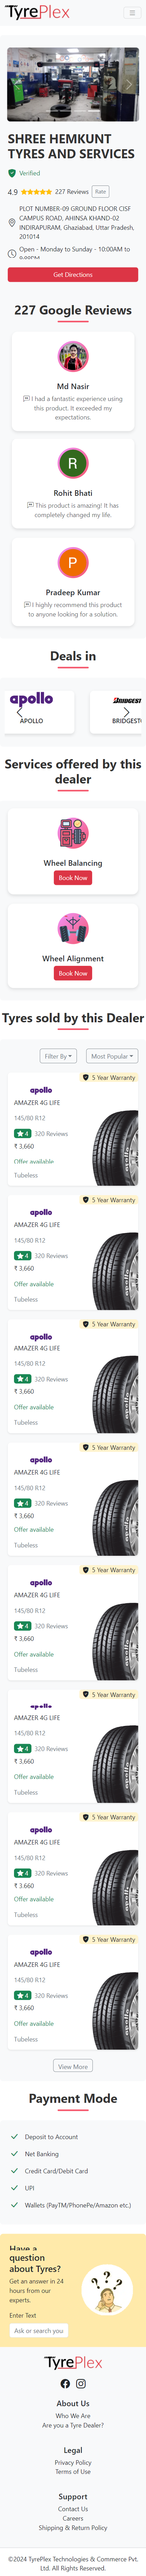 TyrePlex
SHREE HEMKUNT
TYRES AND SERVICES
Verified
4.9 227 Reviews Rate
PLOT NUMBER-09 GROUND FLOOR CISF
CAMPUS ROAD, AHINSA KHAND-02
INDIRAPURAM, Ghaziabad, Uttar Pradesh,
201014
Open - Monday to Sunday - 10:00AM to
Get Directions
227 Google Reviews
Md Nasir
I had a fantastic experience using
this product. It exceeded my
expectations.
R
Rohit Bhati
This product is amazing! It has
completely changed my life.
P
Pradeep Kumar
I highly recommend this product
to anyone looking for a solution.
Deals in
apollo
APOLLO
BRIDGESTO
Services offered by this
dealer
Wheel Balancing
Book Now
Wheel Alignment
Book Now
Tyres sold by this Dealer
Filter By Most Popular
5 Year Warranty
apollo
AMAZER 4G LIFE
145/80 R12
4 320 Reviews
₹ 3,660
Offer available
Tubeless
5 Year Warranty
apollo
AMAZER 4G LIFE
145/80 R12
4 320 Reviews
₹ 3,660
Offer available
Tubeless
5 Year Warranty
apollo
AMAZER 4G LIFE
145/80 R12
4 320 Reviews
₹ 3,660
Offer available
Tubeless
5 Year Warranty
apollo
AMAZER 4G LIFE
145/80 R12
4 320 Reviews
₹ 3,660
Offer available
Tubeless
5 Year Warranty
apollo
AMAZER 4G LIFE
145/80 R12
4 320 Reviews
₹ 3,660
Offer available
Tubeless
5 Year Warranty
apollo
AMAZER 4G LIFE
145/80 R12
4 320 Reviews
₹ 3,660
Offer available
Tubeless
5 Year Warranty
apollo
AMAZER 4G LIFE
145/80 R12
4 320 Reviews
₹ 3,660
Offer available
Tubeless
5 Year Warranty
apollo
AMAZER 4G LIFE
145/80 R12
4 320 Reviews
₹ 3,660
Offer available
Tubeless
View More
Payment Mode
Deposit to Account
Net Banking
Credit Card/Debit Card
UPI
Wallets (PayTM/PhonePe/Amazon etc.)
Have a
question
about Tyres?
Get an answer in 24
hours from our
experts.
Enter Text
Ask or search you
TyrePlex
About Us
Who We Are
Are you a Tyre Dealer?
Legal
Privacy Policy
Terms of Use
Support
Contact Us
Careers
Shipping & Return Policy
©2024 TyrePlex Technologies & Commerce Pvt.
Ltd. All Rights Reserved.